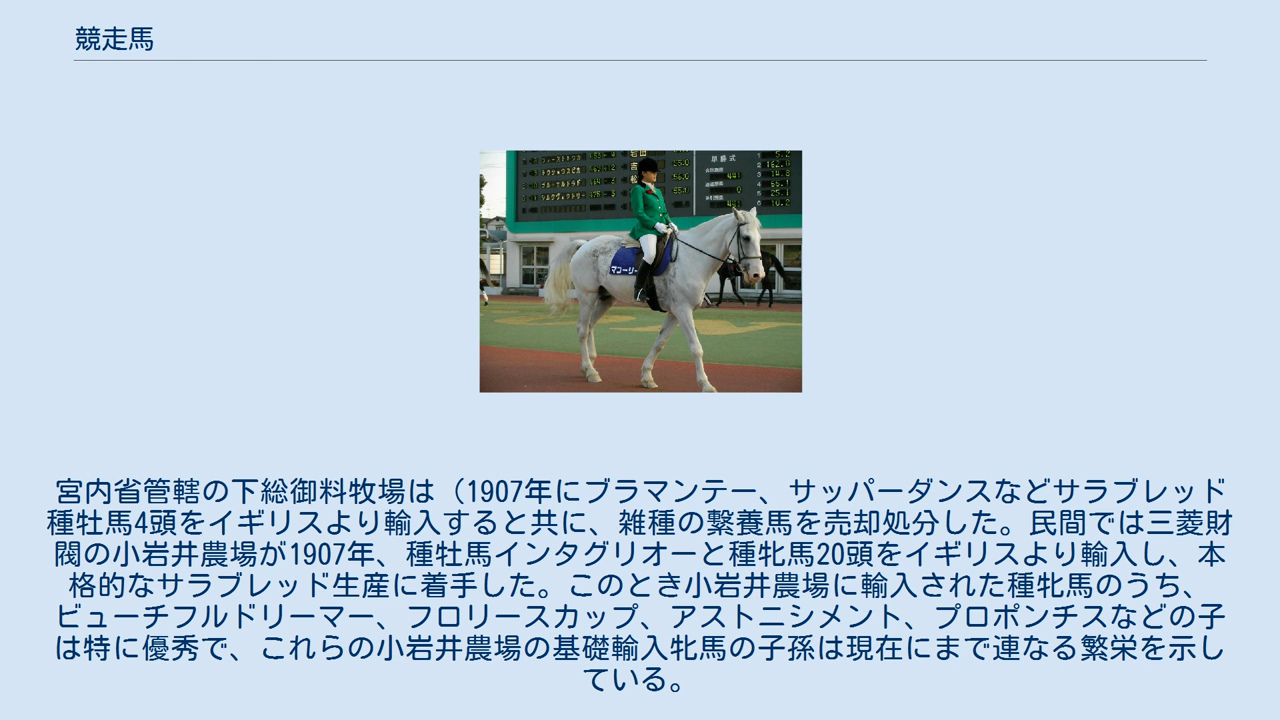 競走馬
単勝式
マンーリー
宮内省管轄の下総御料牧場は（1907年にブラマンテー、サッパーダンスなどサラブレッド
種牡馬4頭をイギリスより輸入すると共に、雑種の繋養馬を売却処分した。民間では三菱財
閥の小岩井農場が1907年、種牡馬インタグリオーと種牝馬20頭をイギリスより輸入し、本
格的なサラブレッド生産に着手した。このとき小岩井農場に輸入された種牝馬のうち、
ビューチフルドリーマー、フロリースカップ、アストニシメント、プロポンチスなどの子
は特に優秀で、これらの小岩井農場の基礎輸入牝馬の子孫は現在にまで連なる繁栄を示し
ている。